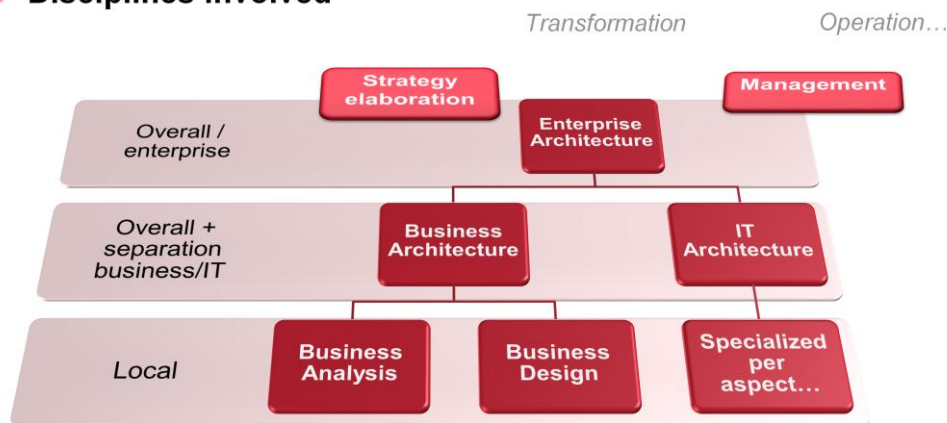 Disciplines involved
Transformation
Operation…
Strategy
elaboration
Management
Overall /
enterprise
Enterprise
Architecture
Overall +
separation
business/IT
Business
Architecture
IT
Architecture
Local
Business
Analysis
Business
Design
Specialized
per
aspect…